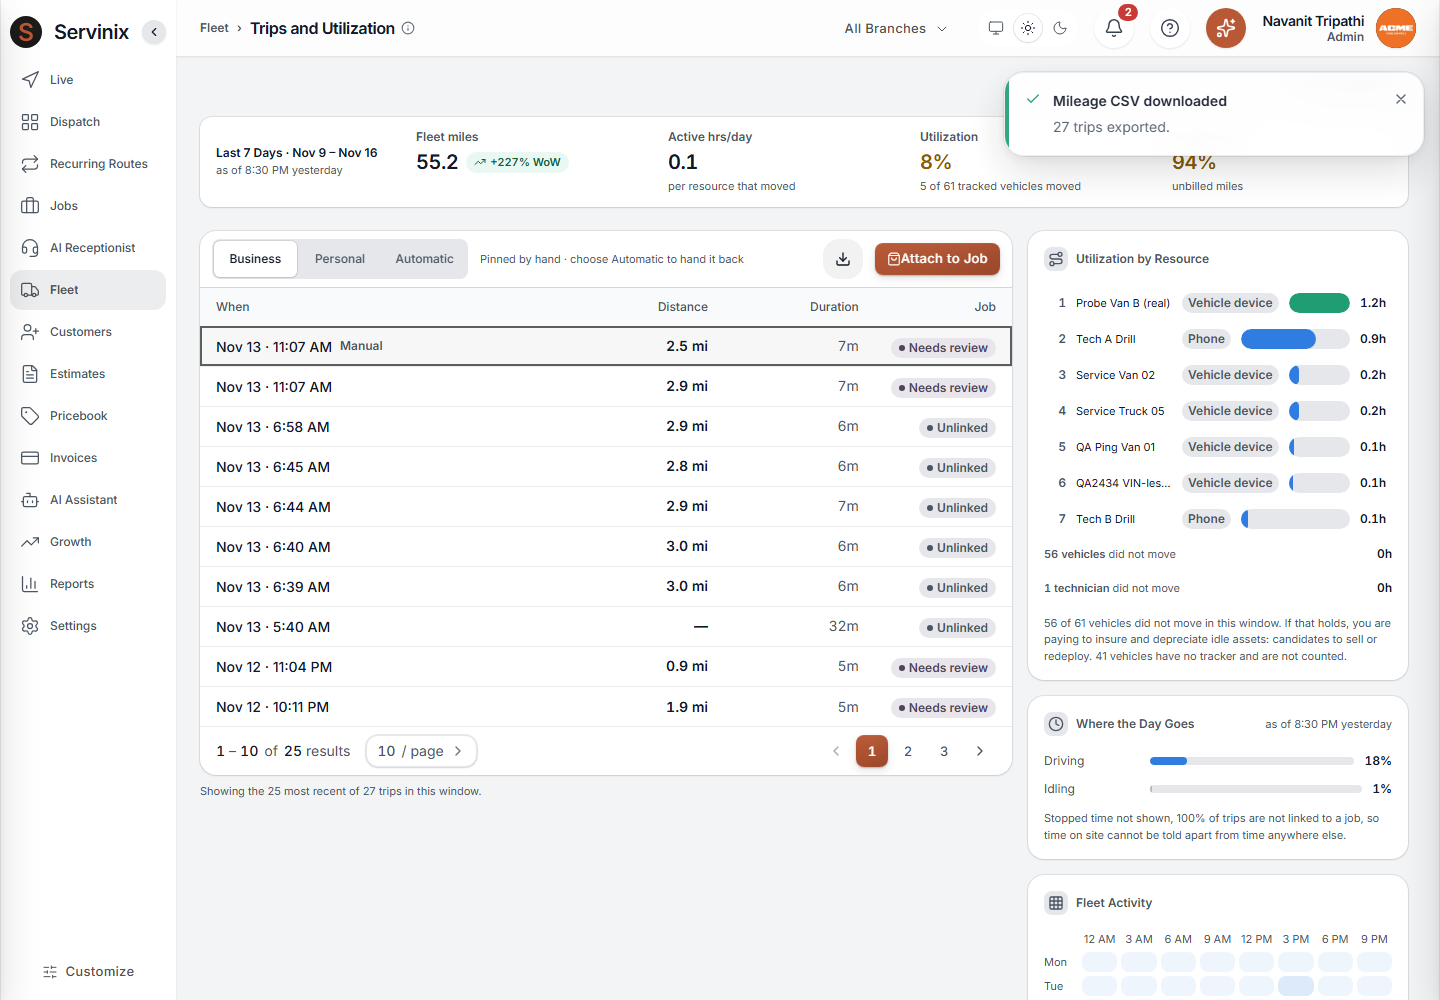 Servinix
Live
Dispatch
Recurring Routes
Jobs
AI Receptionist
Fleet
Customers
Estimates
Pricebook
Invoices
AI Assistant
Growth
Reports
Settings
Customize
Fleet › Trips and Utilization
All Branches
2
Navanit Tripathi
Admin
ACME
Mileage CSV downloaded
27 trips exported.
Last 7 Days · Nov 9 – Nov 16
as of 8:30 PM yesterday
Fleet miles
55.2 +227% WoW
Active hrs/day
0.1
per resource that moved
Utilization
8%
5 of 61 tracked vehicles moved
94%
unbilled miles
Business Personal Automatic Pinned by hand · choose Automatic to hand it back Attach to Job
When Distance Duration Job
Nov 13 · 11:07 AM Manual 2.5 mi 7m Needs review
Nov 13 · 11:07 AM 2.9 mi 7m Needs review
Nov 13 · 6:58 AM 2.9 mi 6m Unlinked
Nov 13 · 6:45 AM 2.8 mi 6m Unlinked
Nov 13 · 6:44 AM 2.9 mi 7m Unlinked
Nov 13 · 6:40 AM 3.0 mi 6m Unlinked
Nov 13 · 6:39 AM 3.0 mi 6m Unlinked
Nov 13 · 5:40 AM — 32m Unlinked
Nov 12 · 11:04 PM 0.9 mi 5m Needs review
Nov 12 · 10:11 PM 1.9 mi 5m Needs review
1 – 10 of 25 results 10 / page 1 2 3
Showing the 25 most recent of 27 trips in this window.
Utilization by Resource
1 Probe Van B (real) Vehicle device 1.2h
2 Tech A Drill Phone 0.9h
3 Service Van 02 Vehicle device 0.2h
4 Service Truck 05 Vehicle device 0.2h
5 QA Ping Van 01 Vehicle device 0.1h
6 QA2434 VIN-les... Vehicle device 0.1h
7 Tech B Drill Phone 0.1h
56 vehicles did not move 0h
1 technician did not move 0h
56 of 61 vehicles did not move in this window. If that holds, you are
paying to insure and depreciate idle assets: candidates to sell or
redeploy. 41 vehicles have no tracker and are not counted.
Where the Day Goes as of 8:30 PM yesterday
Driving 18%
Idling 1%
Stopped time not shown, 100% of trips are not linked to a job, so
time on site cannot be told apart from time anywhere else.
Fleet Activity
12 AM 3 AM 6 AM 9 AM 12 PM 3 PM 6 PM 9 PM
Mon
Tue